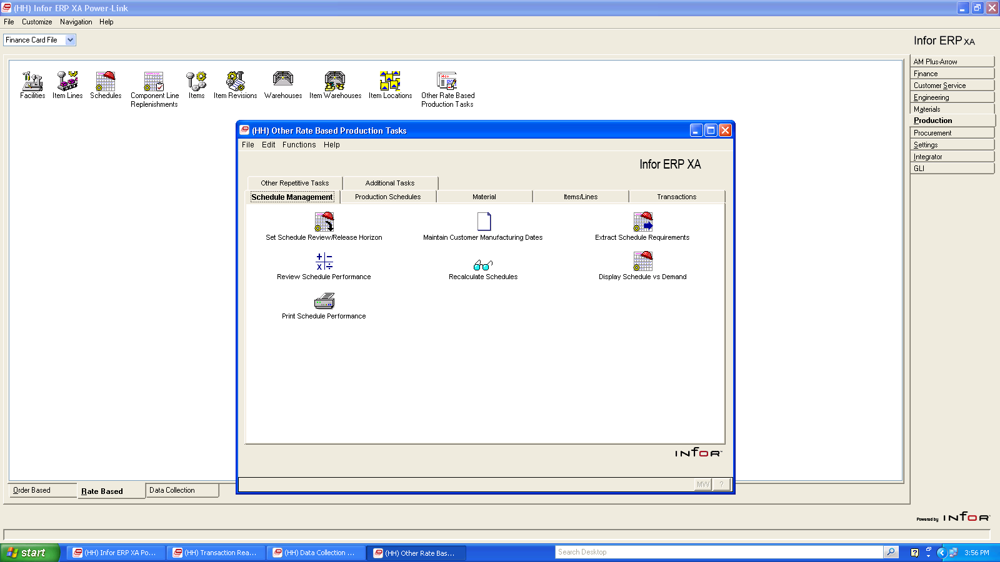 (HH) Infor ERP XA Power-Link
File Customize Navigation Help
Finance Card File
Infor ERP XA
Facilities
Item Lines
Schedules
Component Line
Replenishments
Items
Item Revisions
Warehouses
Item Warehouses
Item Locations
Other Rate Based
Production Tasks
AM Plus-Arrow
Finance
Customer Service
Engineering
Materials
Production
Procurement
Settings
Integrator
GLI
(HH) Other Rate Based Production Tasks
File Edit Functions Help
Infor ERP XA
Other Repetitive Tasks
Additional Tasks
Schedule Management
Production Schedules
Material
Items/Lines
Transactions
Set Schedule Review/Release Horizon
Maintain Customer Manufacturing Dates
Extract Schedule Requirements
Review Schedule Performance
Recalculate Schedules
Display Schedule vs Demand
Print Schedule Performance
infor
MW ?
Order Based
Rate Based
Data Collection
Powered by infor
start
(HH) Infor ERP XA Po...
(HH) Transaction Rea...
(HH) Data Collection ...
(HH) Other Rate Bas...
Search Desktop
3:56 PM